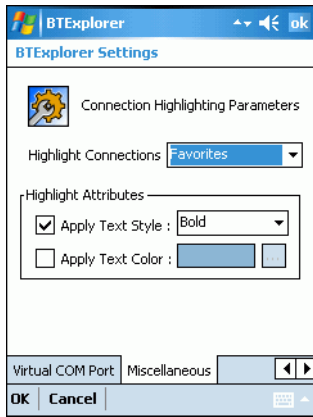 BTExplorer ok
BTExplorer Settings
Connection Highlighting Parameters
Highlight Connections Favorites
Highlight Attributes
Apply Text Style : Bold
Apply Text Color : ...
Virtual COM Port Miscellaneous
OK Cancel